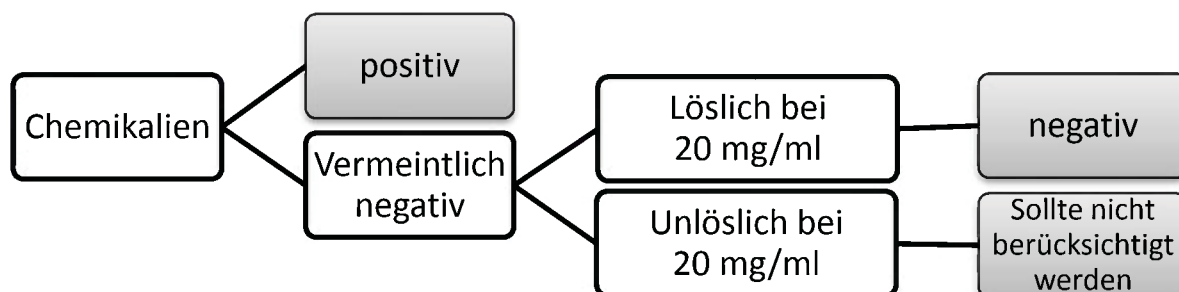 Chemikalien
positiv
Vermeintlich
negativ
Löslich bei
20 mg/ml
Unlöslich bei
20 mg/ml
negativ
Sollte nicht
berücksichtigt
werden